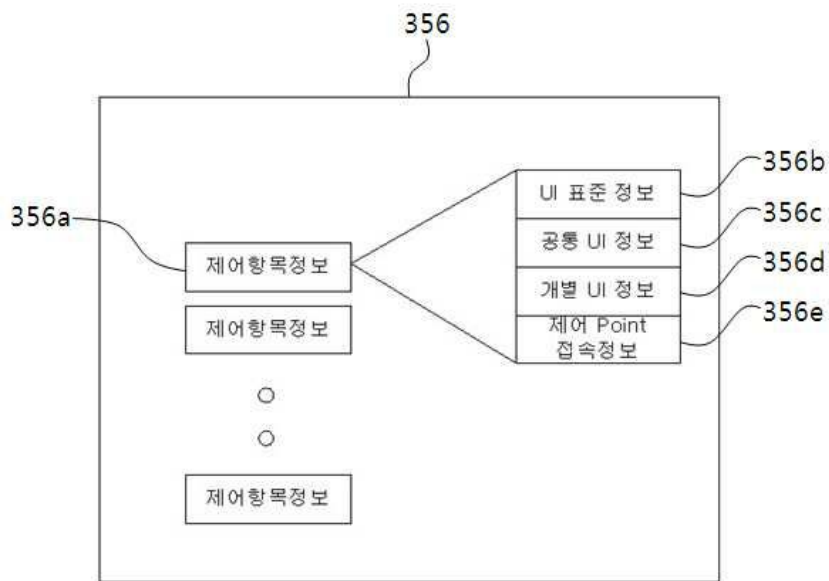 356
356b
UI 표준 정보
356c
356a
공통 UI 정보
제어항목정보
356d
개별 UI 정보
제어항목정보
제어 Point
접속정보
356e
제어항목정보